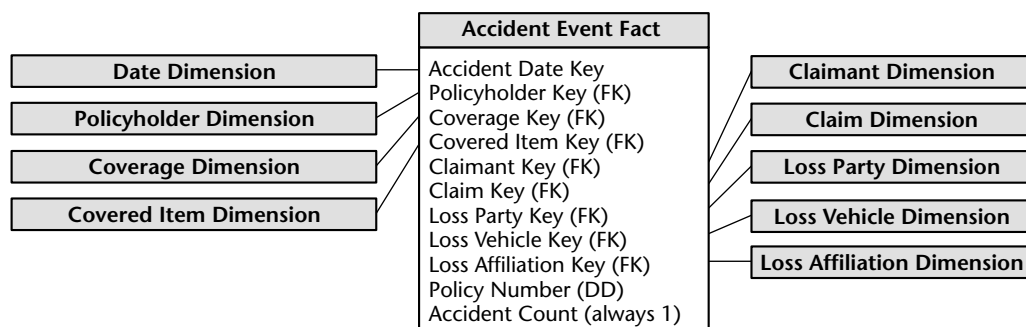 Accident Event Fact
Date Dimension
Policyholder Dimension
Coverage Dimension
Covered Item Dimension
Accident Date Key
Policyholder Key (FK)
Coverage Key (FK)
Covered Item Key (FK)
Claimant Key (FK)
Claim Key (FK)
Loss Party Key (FK)
Loss Vehicle Key (FK)
Loss Affiliation Key (FK)
Policy Number (DD)
Accident Count (always 1)
Claimant Dimension
Claim Dimension
Loss Party Dimension
Loss Vehicle Dimension
Loss Affiliation Dimension